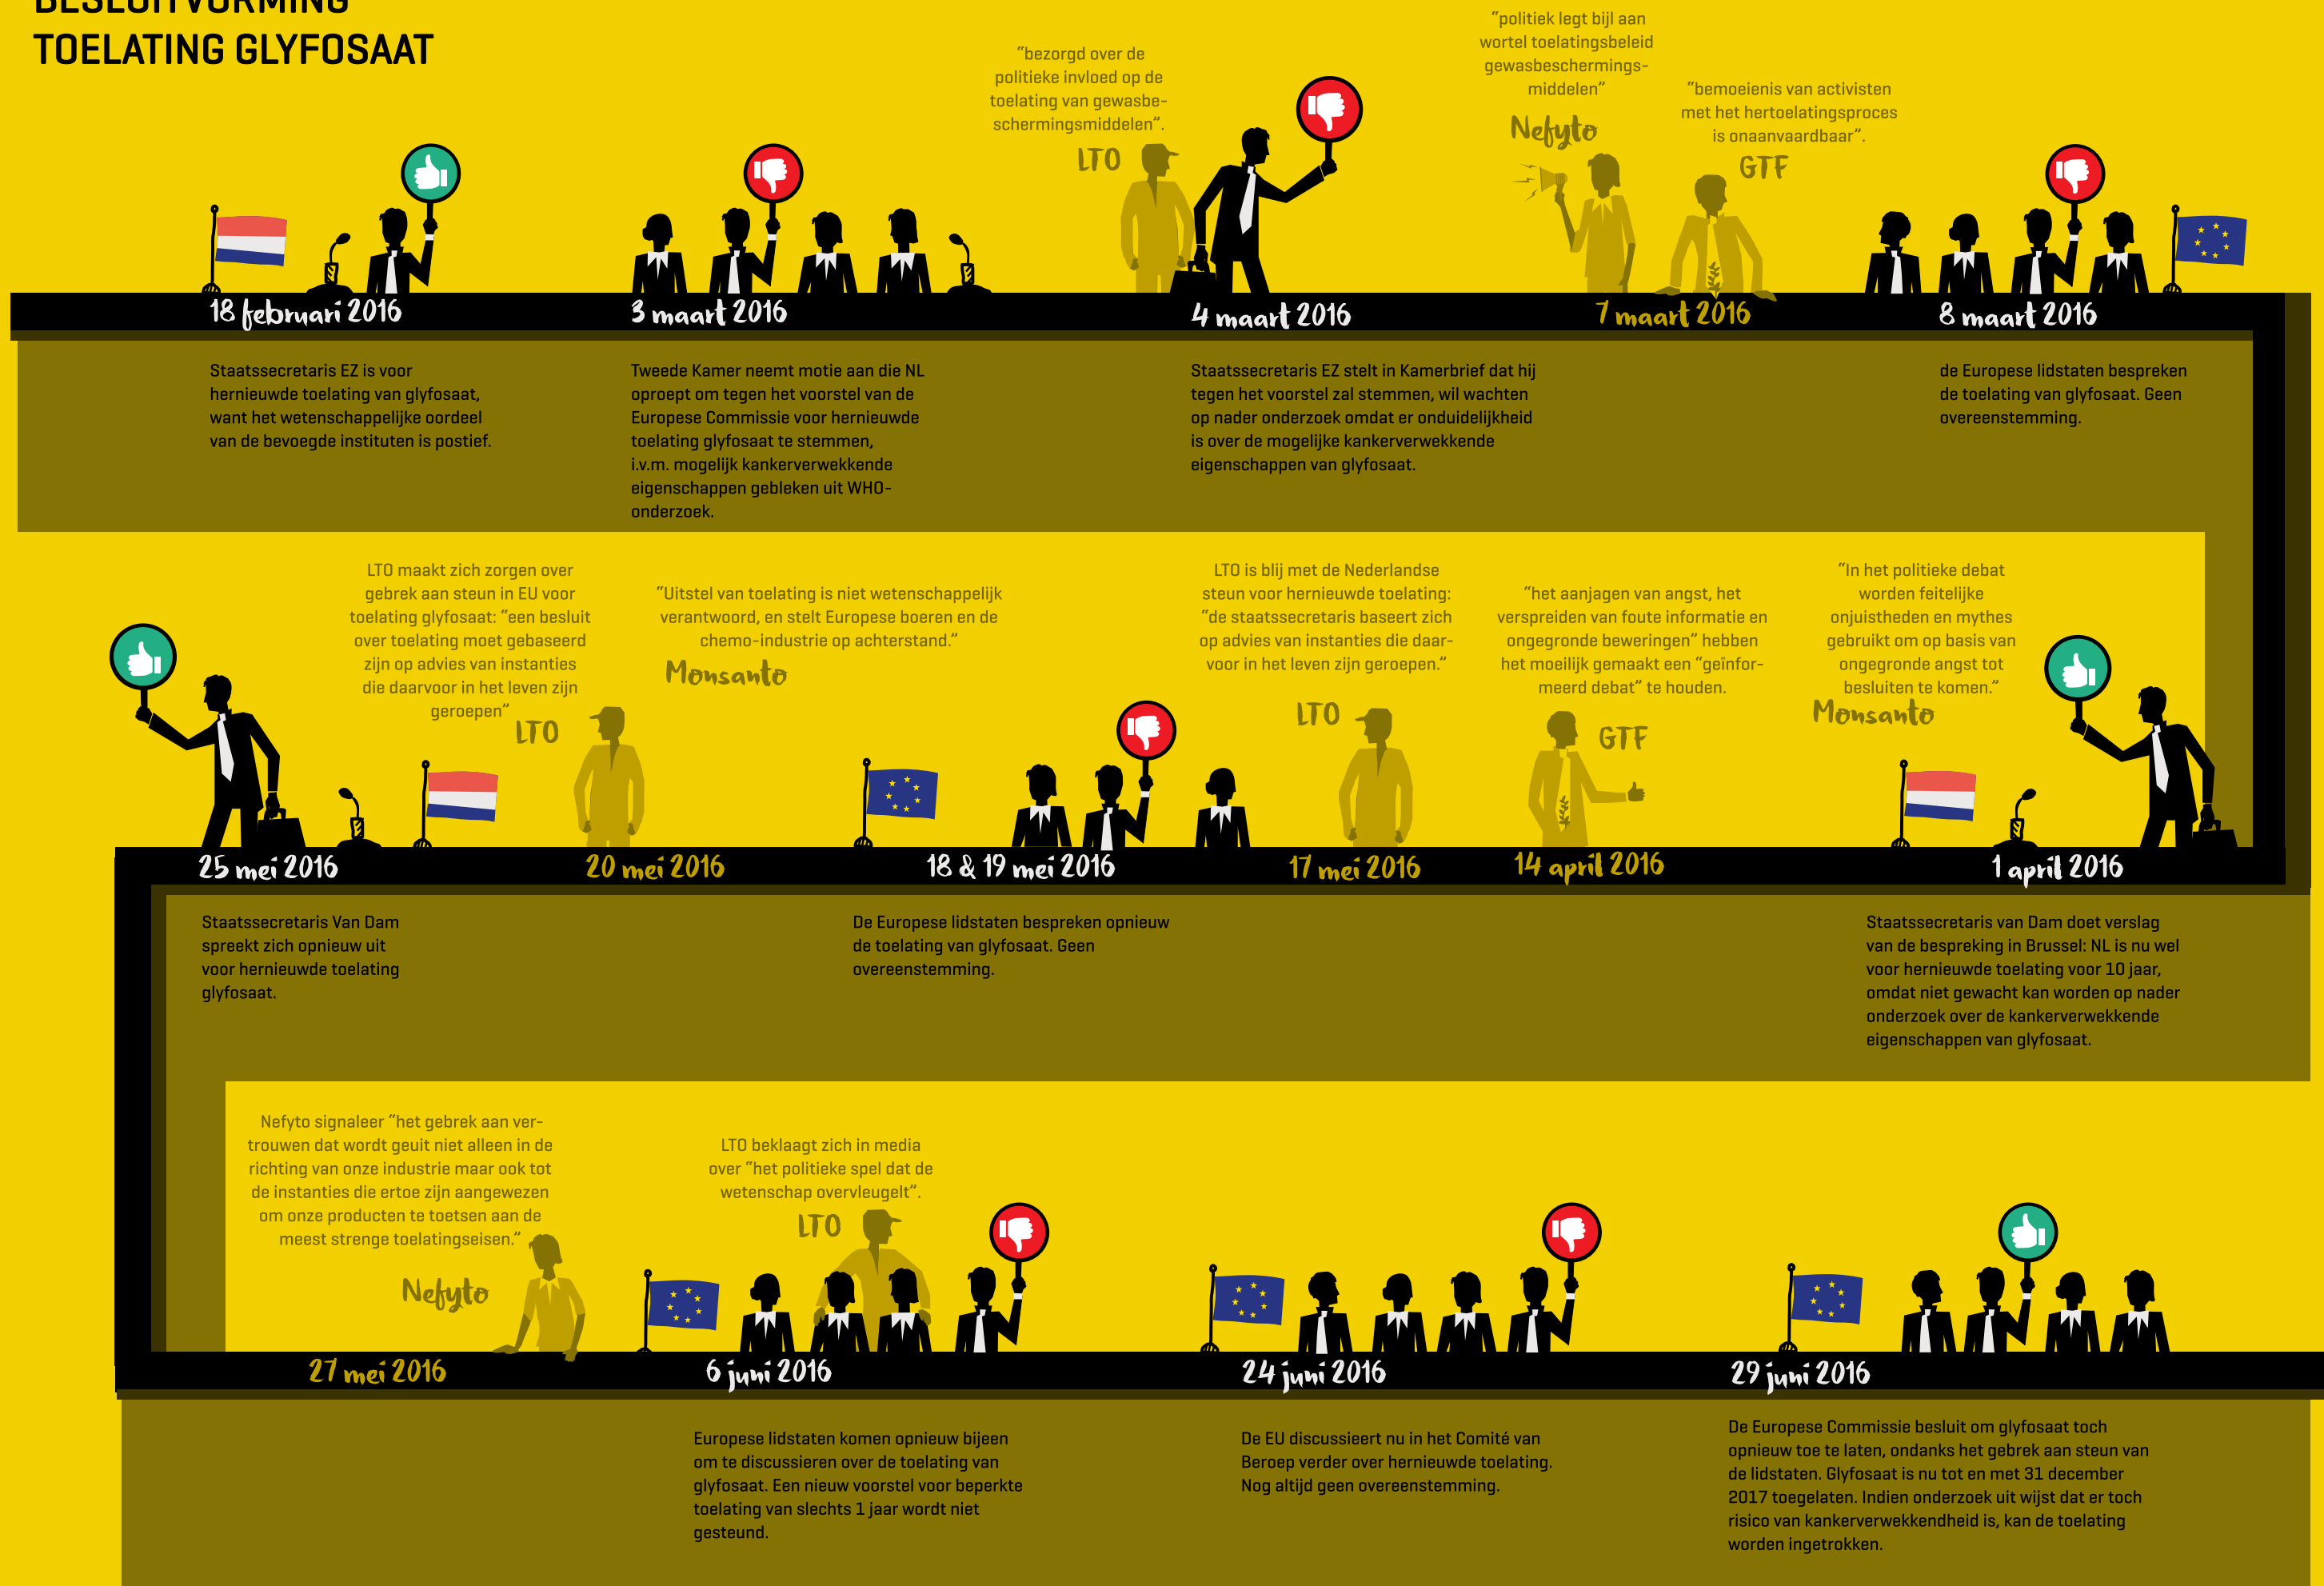 BESLUITVORMING
TOELATING GLYFOSAAT
"bezorgd over de
politieke invloed op de
toelating van gewasbe-
schermingsmiddelen".
LTO
"politiek legt bijl aan
wortel toelatingsbeleid
gewasbeschermings-
middelen"
Nefyto
"bemoeienis van activisten
met het hertoelatingsproces
is onaanvaardbaar".
GTF
18 februari 2016
3 maart 2016
4 maart 2016
7 maart 2016
8 maart 2016
Staatssecretaris EZ is voor
hernieuwde toelating van glyfosaat,
want het wetenschappelijke oordeel
van de bevoegde instituten is postief.
Tweede Kamer neemt motie aan die NL
oproept om tegen het voorstel van de
Europese Commissie voor hernieuwde
toelating glyfosaat te stemmen,
i.v.m. mogelijk kankerverwekkende
eigenschappen gebleken uit WHO-
onderzoek.
Staatssecretaris EZ stelt in Kamerbrief dat hij
tegen het voorstel zal stemmen, wil wachten
op nader onderzoek omdat er onduidelijkheid
is over de mogelijke kankerverwekkende
eigenschappen van glyfosaat.
de Europese lidstaten bespreken
de toelating van glyfosaat. Geen
overeenstemming.
LTO maakt zich zorgen over
gebrek aan steun in EU voor
toelating glyfosaat: "een besluit
over toelating moet gebaseerd
zijn op advies van instanties
die daarvoor in het leven zijn
geroepen"
LTO
"Uitstel van toelating is niet wetenschappelijk
verantwoord, en stelt Europese boeren en de
chemo-industrie op achterstand."
Monsanto
LTO is blij met de Nederlandse
steun voor hernieuwde toelating:
"de staatssecretaris baseert zich
op advies van instanties die daar-
voor in het leven zijn geroepen."
LTO
"het aanjagen van angst, het
verspreiden van foute informatie en
ongegronde beweringen" hebben
het moeilijk gemaakt een "geïnfor-
meerd debat" te houden.
GTF
"In het politieke debat
worden feitelijke
onjuistheden en mythes
gebruikt om op basis van
ongegronde angst tot
besluiten te komen."
Monsanto
25 mei 2016
20 mei 2016
18 & 19 mei 2016
17 mei 2016
14 april 2016
1 april 2016
Staatssecretaris Van Dam
spreekt zich opnieuw uit
voor hernieuwde toelating
glyfosaat.
De Europese lidstaten bespreken opnieuw
de toelating van glyfosaat. Geen
overeenstemming.
Staatssecretaris van Dam doet verslag
van de bespreking in Brussel: NL is nu wel
voor hernieuwde toelating voor 10 jaar,
omdat niet gewacht kan worden op nader
onderzoek over de kankerverwekkende
eigenschappen van glyfosaat.
Nefyto signaleer "het gebrek aan ver-
trouwen dat wordt geuit niet alleen in de
richting van onze industrie maar ook tot
de instanties die ertoe zijn aangewezen
om onze producten te toetsen aan de
meest strenge toelatingseisen."
Nefyto
LTO beklaagt zich in media
over "het politieke spel dat de
wetenschap overvleugelt".
LTO
27 mei 2016
6 juni 2016
24 juni 2016
29 juni 2016
Europese lidstaten komen opnieuw bijeen
om te discussieren over de toelating van
glyfosaat. Een nieuw voorstel voor beperkte
toelating van slechts 1 jaar wordt niet
gesteund.
De EU discussieert nu in het Comité van
Beroep verder over hernieuwde toelating.
Nog altijd geen overeenstemming.
De Europese Commissie besluit om glyfosaat toch
opnieuw toe te laten, ondanks het gebrek aan steun van
de lidstaten. Glyfosaat is nu tot en met 31 december
2017 toegelaten. Indien onderzoek uit wijst dat er toch
risico van kankerverwekkendheid is, kan de toelating
worden ingetrokken.